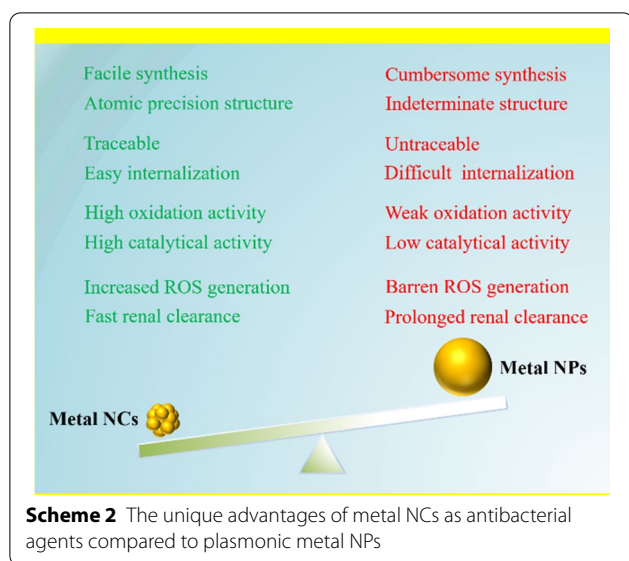 Facile synthesis
Cumbersome synthesis
Atomic precision structure
Indeterminate structure
Traceable
Untraceable
Easy internalization
Difficult internalization
High oxidation activity
Weak oxidation activity
High catalytical activity
Low catalytical activity
Increased ROS generation
Barren ROS generation
Fast renal clearance
Prolonged renal clearance
Metal NPs
Metal NCs
Scheme 2 The unique advantages of metal NCs as antibacterial
agents compared to plasmonic metal NPs